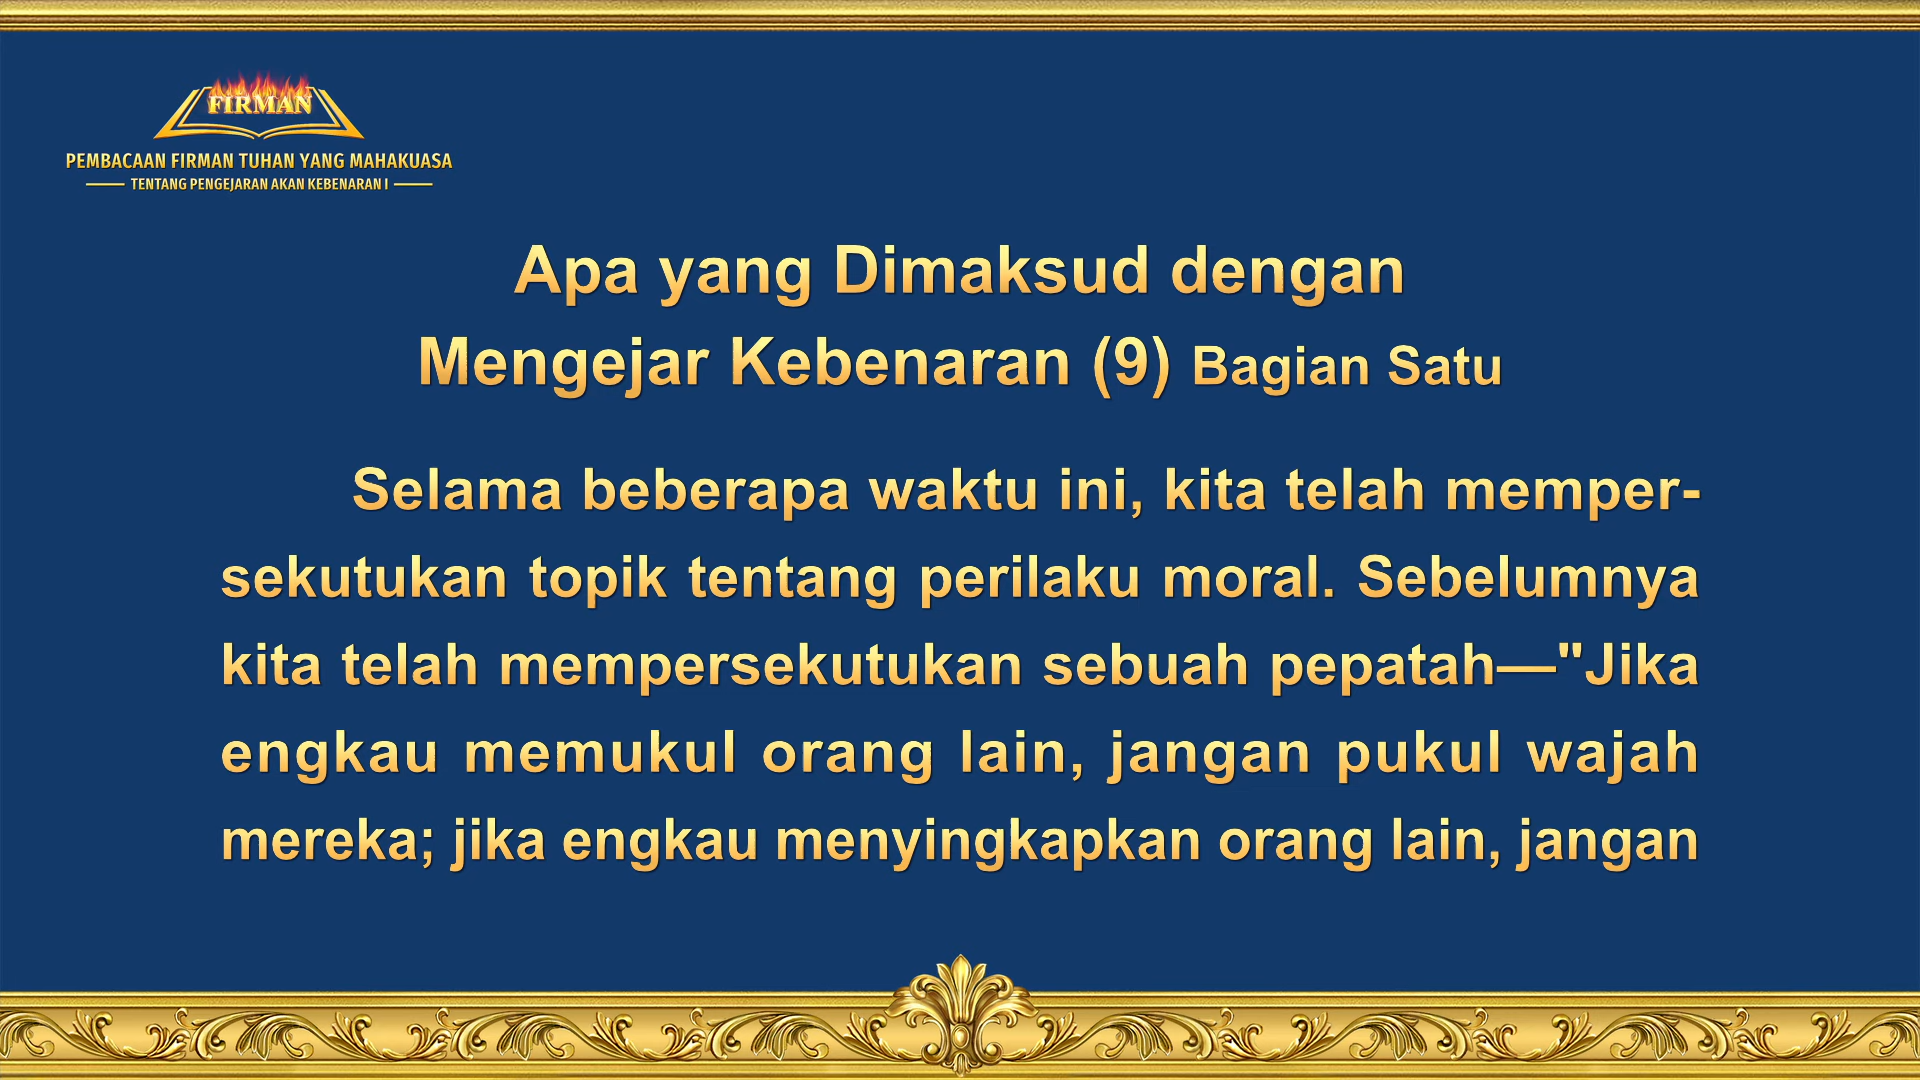 FIRMAN
PEMBACAAN FIRMAN TUHAN YANG MAHAKUASA
TENTANG PENGEJARAN AKAN KEBENARAN I
Apa yang Dimaksud dengan
Mengejar Kebenaran (9) Bagian Satu
Selama beberapa waktu ini, kita telah memper-
sekutukan topik tentang perilaku moral. Sebelumnya
kita telah mempersekutukan sebuah pepatah—"Jika
engkau memukul orang lain, jangan pukul wajah
mereka; jika engkau menyingkapkan orang lain, jangan